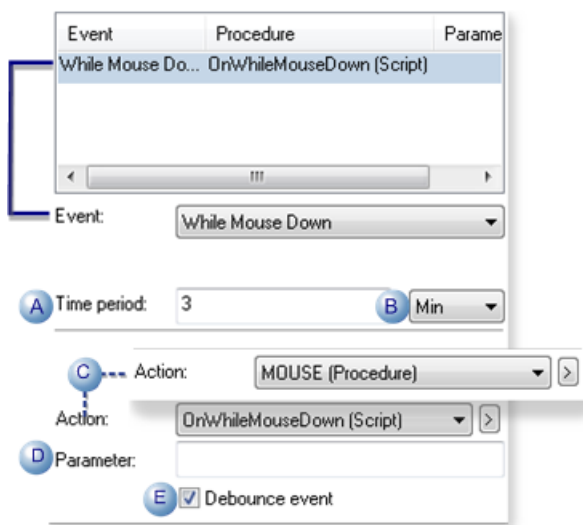 Event Procedure Parame
While Mouse Do... OnWhileMouseDown (Script)
Event: While Mouse Down
A Time period: 3 B Min
C Action: MOUSE (Procedure) >
Action: OnWhileMouseDown (Script) >
D Parameter:
E Debounce event